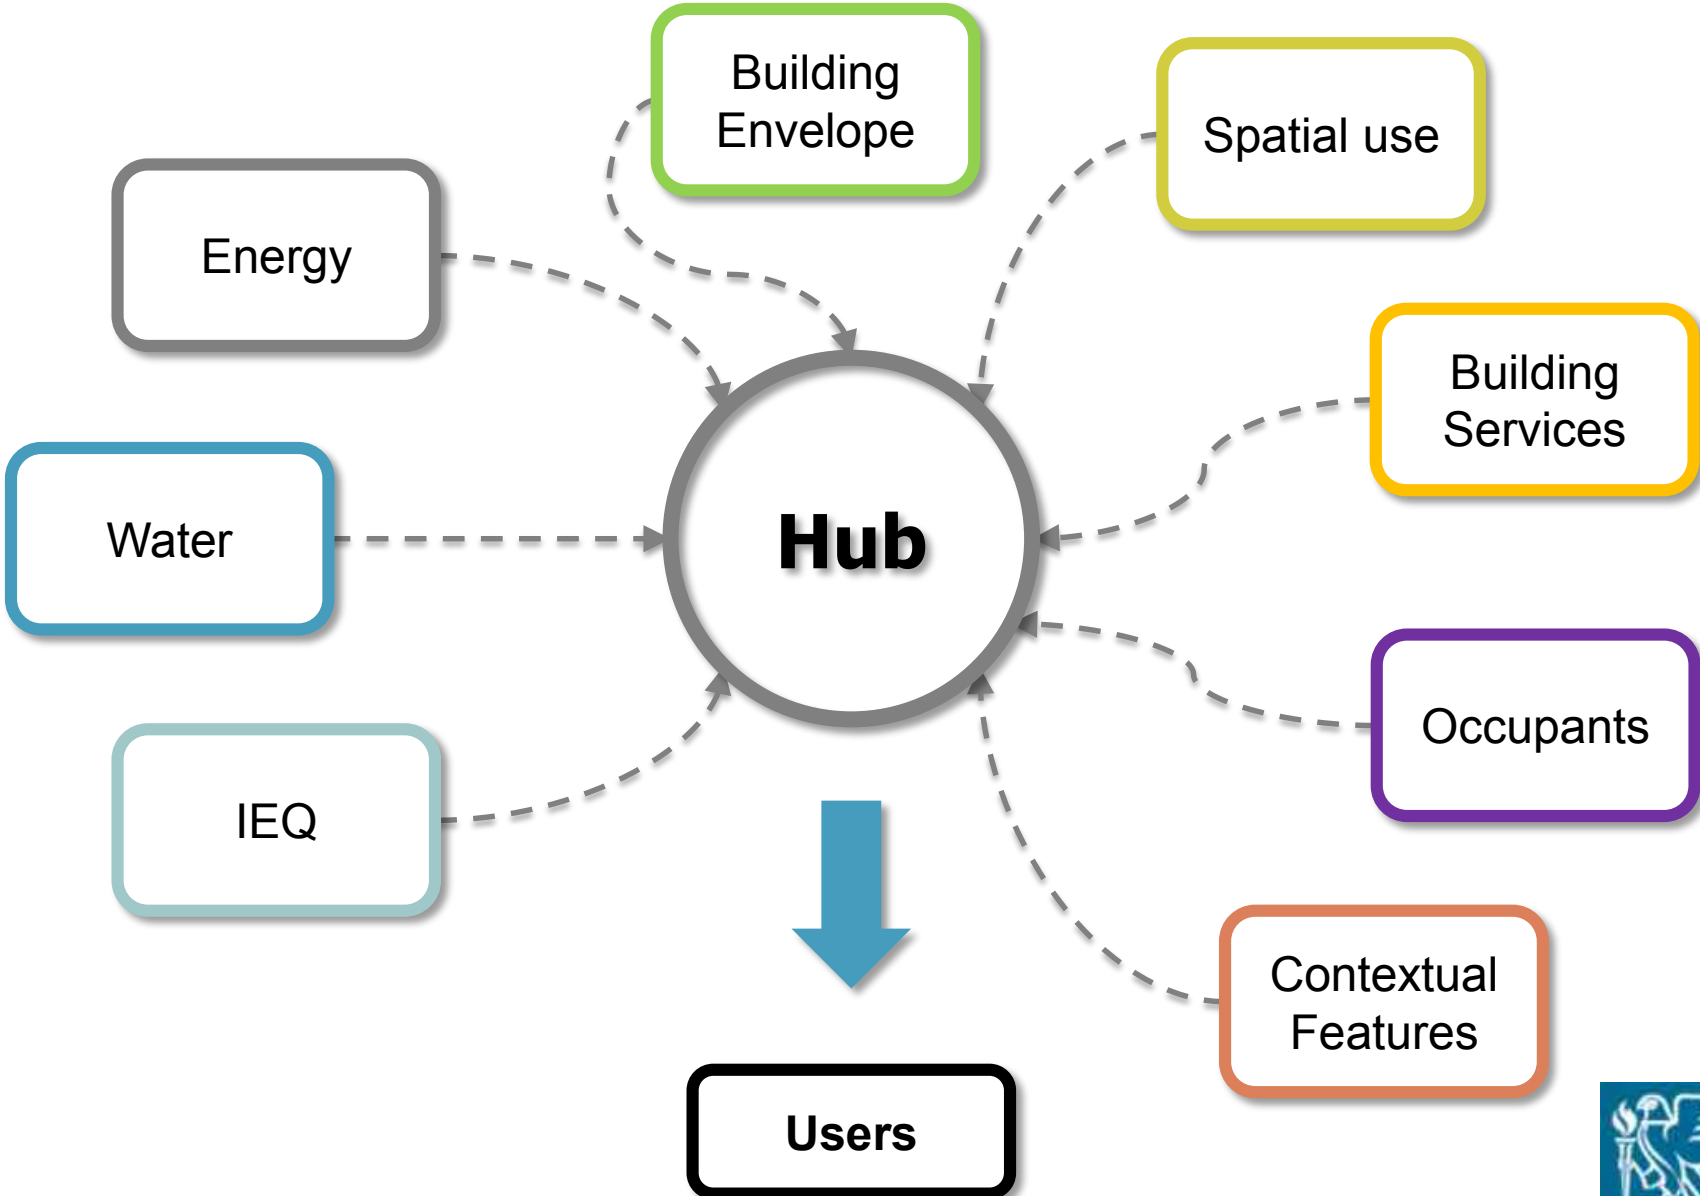 Building
Envelope
Spatial use
Energy
Building
Services
Water
Hub
Occupants
IEQ
Contextual
Features
Users